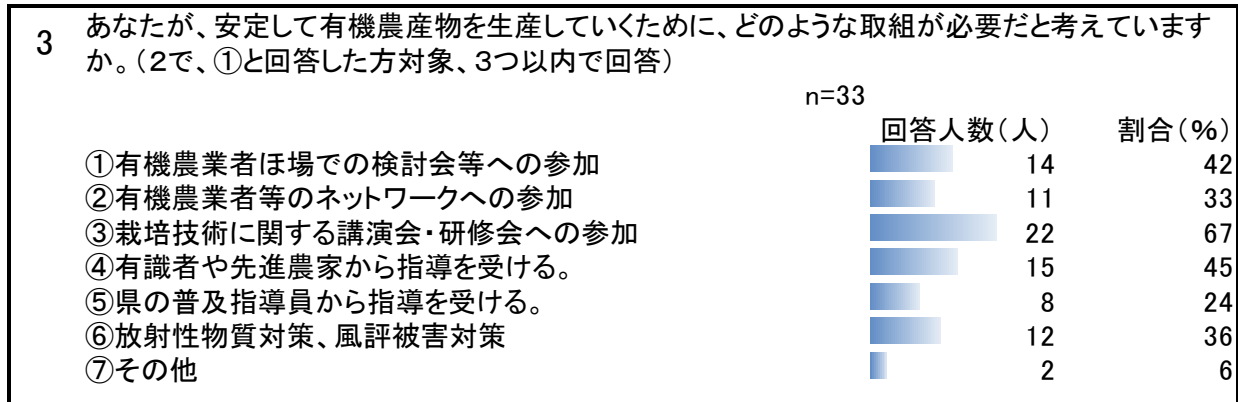 3 あなたが、安定して有機農産物を生産していくために、どのような取組が必要だと考えています
か。（２で、①と回答した方対象、３つ以内で回答）
n=33
回答人数（人） 割合（%）
①有機農業者ほ場での検討会等への参加 14 42
②有機農業者等のネットワークへの参加 11 33
③栽培技術に関する講演会・研修会への参加 22 67
④有識者や先進農家から指導を受ける。 15 45
⑤県の普及指導員から指導を受ける。 8 24
⑥放射性物質対策、風評被害対策 12 36
⑦その他 2 6